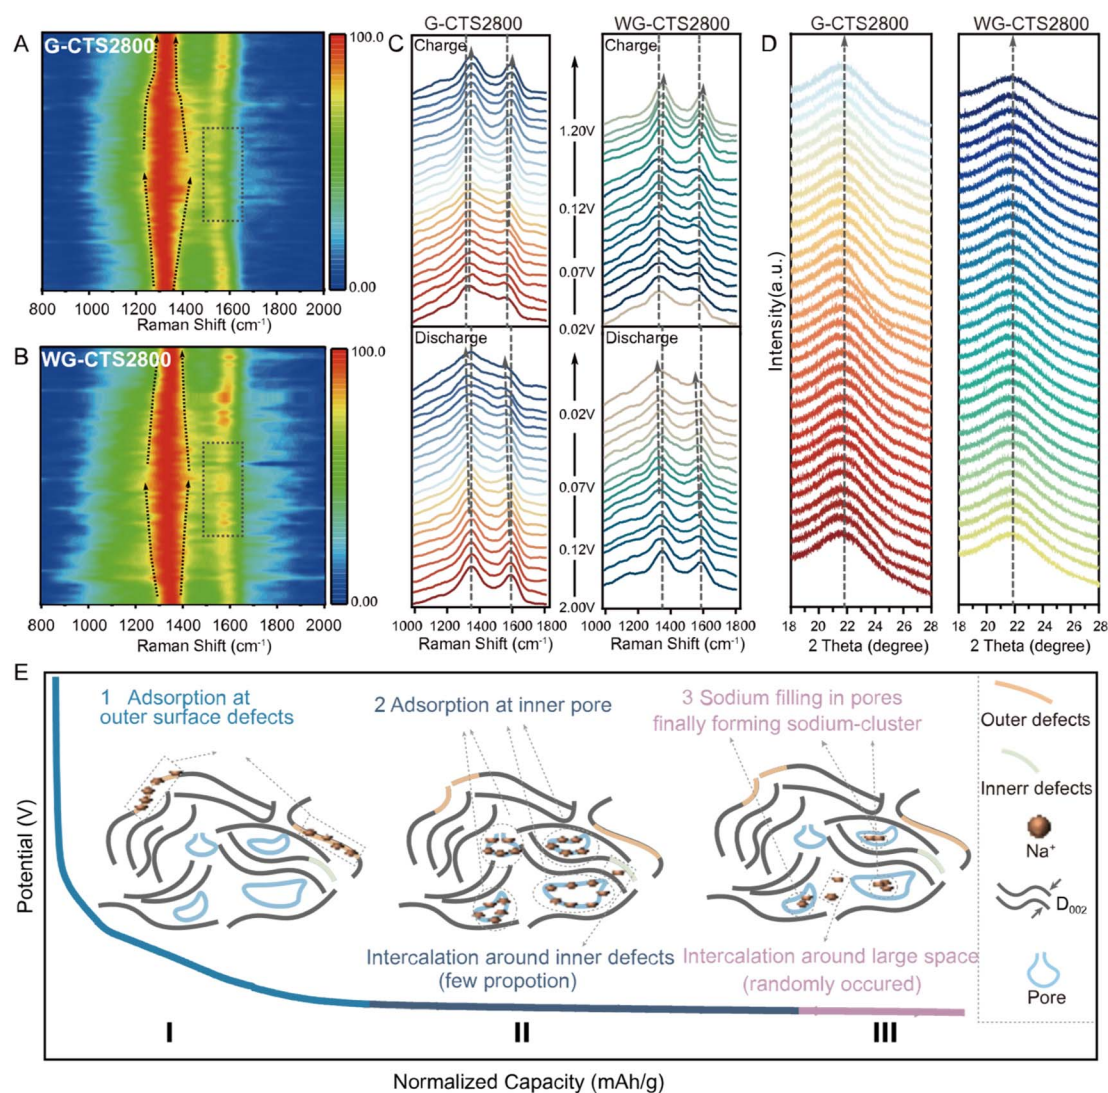 A
G-CTS2800
100.0
0.00
800 1000 1200 1400 1600 1800 2000
Raman Shift (cm⁻¹)
B
WG-CTS2800
100.0
0.00
800 1000 1200 1400 1600 1800 2000
Raman Shift (cm⁻¹)
C
G-CTS2800
WG-CTS2800
Charge
Charge
1.20V
0.12V
0.07V
0.02V
Discharge
Discharge
0.02V
0.07V
0.12V
2.00V
1000 1200 1400 1600 1800
Raman Shift (cm⁻¹)
1000 1200 1400 1600 1800
Raman Shift (cm⁻¹)
D
G-CTS2800
WG-CTS2800
Intensity(a.u.)
18 20 22 24 26 28
2 Theta (degree)
18 20 22 24 26 28
2 Theta (degree)
E
Potential (V)
1 Adsorption at
outer surface defects
2 Adsorption at inner pore
3 Sodium filling in pores
finally forming sodium-cluster
Intercalation around inner defects
(few propotion)
Intercalation around large space
(randomly occured)
I
II
III
Normalized Capacity (mAh/g)
Outer defects
Innerr defects
Na⁺
D₀₀₂
Pore